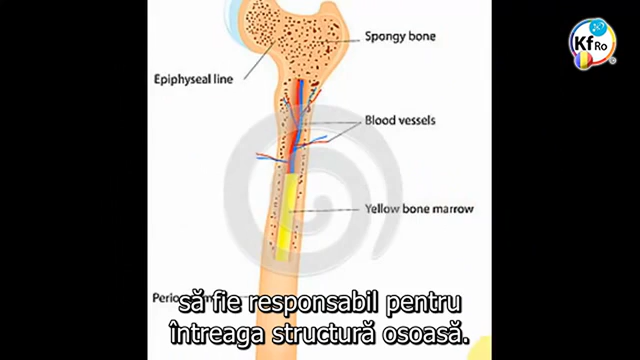 Spongy bone
Epiphyseal line
Blood vessels
Yellow bone marrow
să fie responsabil pentru
întreaga structură osoasă.
Kf Ro